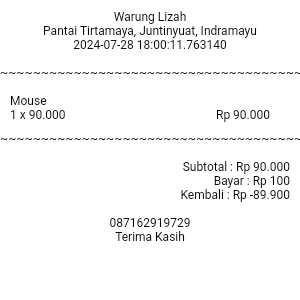 Warung Lizah
Pantai Tirtamaya, Juntinyuat, Indramayu
2024-07-28 18:00:11.763140
~~~~~~~~~~~~~~~~~~~~~~~~~~~~~~~~~~~~~
Mouse
1 x 90.000 Rp 90.000
~~~~~~~~~~~~~~~~~~~~~~~~~~~~~~~~~~~~~
Subtotal : Rp 90.000
Bayar : Rp 100
Kembali : Rp -89.900
087162919729
Terima Kasih